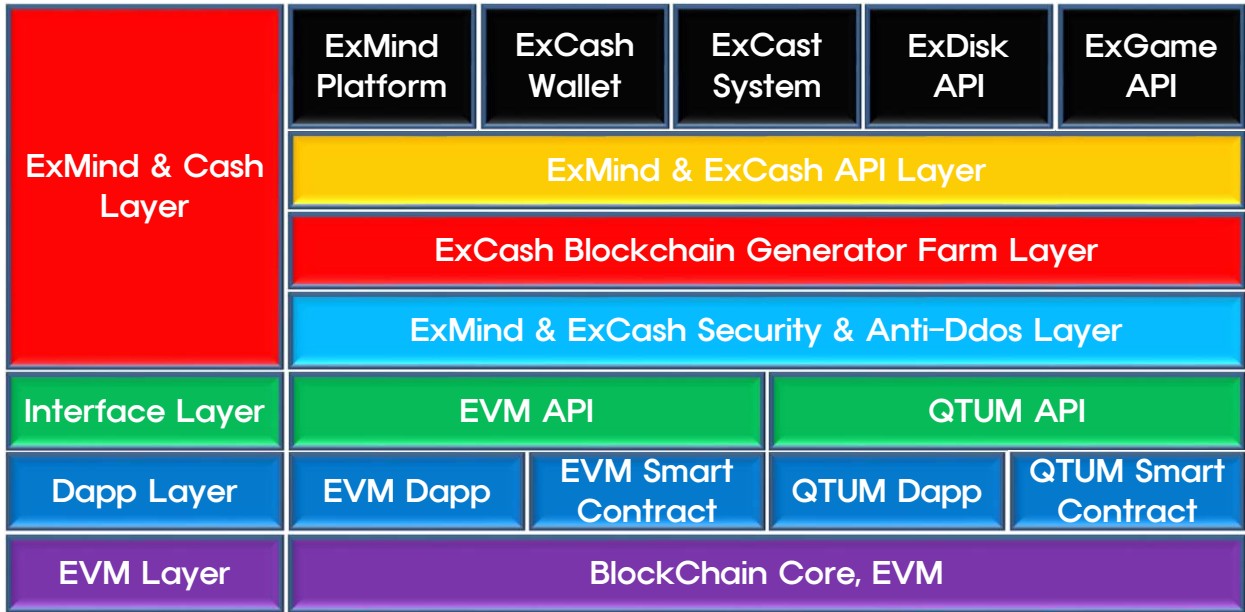 ExMind
Platform
ExCash
Wallet
ExCast
System
ExDisk
API
ExGame
API
ExMind & Cash
Layer
ExMind & ExCash API Layer
ExCash Blockchain Generator Farm Layer
ExMind & ExCash Security & Anti-Ddos Layer
Interface Layer
EVM API
QTUM API
Dapp Layer
EVM Dapp
EVM Smart
Contract
QTUM Dapp
QTUM Smart
Contract
EVM Layer
BlockChain Core, EVM